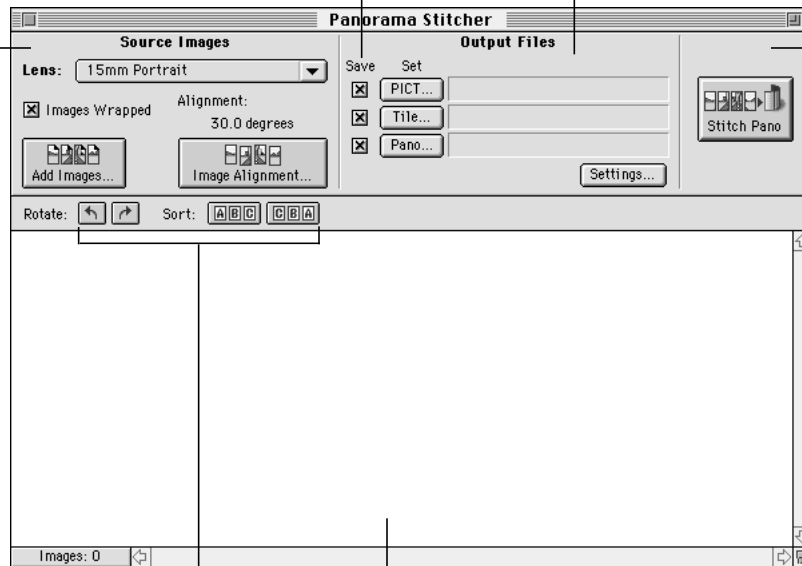 Panorama Stitcher
Source Images
Lens: 15mm Portrait
Images Wrapped
Alignment:
30.0 degrees
Add Images...
Image Alignment...
Output Files
Save Set
PICT...
Tile...
Pano...
Settings...
Stitch Pano
Rotate: Sort: ABC CBA
Images: 0